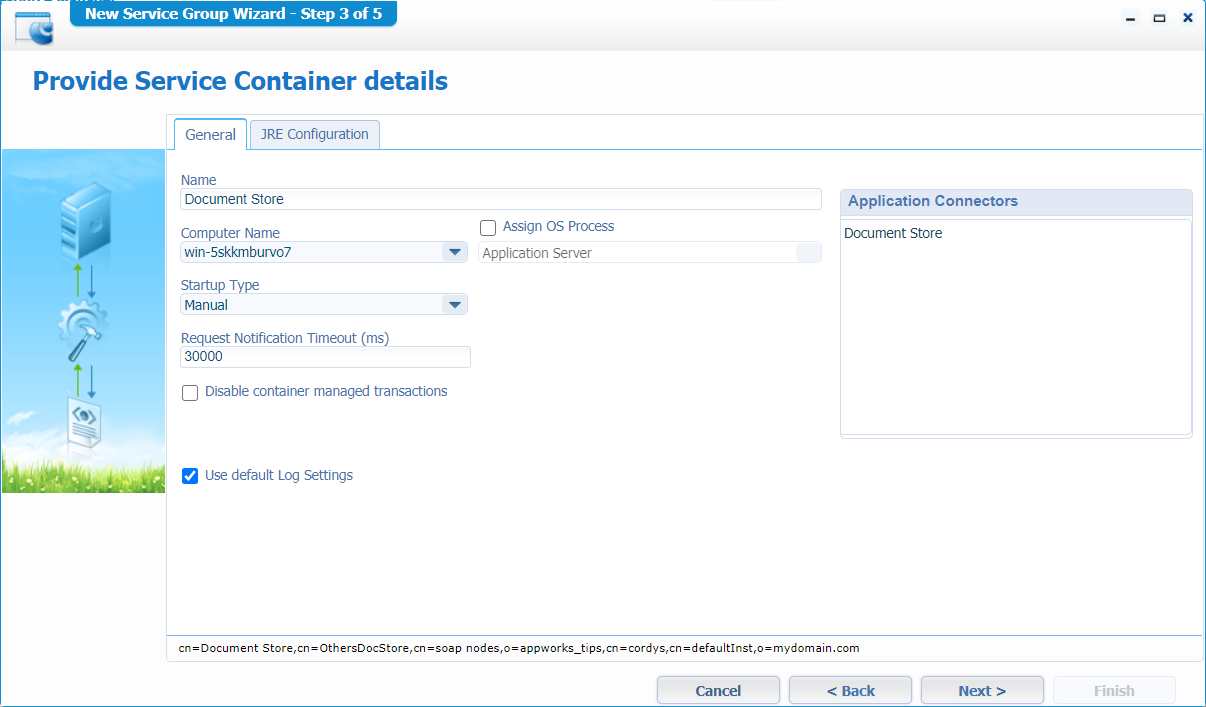 New Service Group Wizard - Step 3 of 5
Provide Service Container details
General
JRE Configuration
Name
Document Store
Computer Name
win-5skkmburvo7
Assign OS Process
Application Server
Startup Type
Manual
Request Notification Timeout (ms)
30000
Disable container managed transactions
Use default Log Settings
Application Connectors
Document Store
cn=Document Store,cn=OthersDocStore,cn=soap nodes,o=appworks_tips,cn=cordys,cn=defaultInst,o=mydomain.com
Cancel
< Back
Next >
Finish